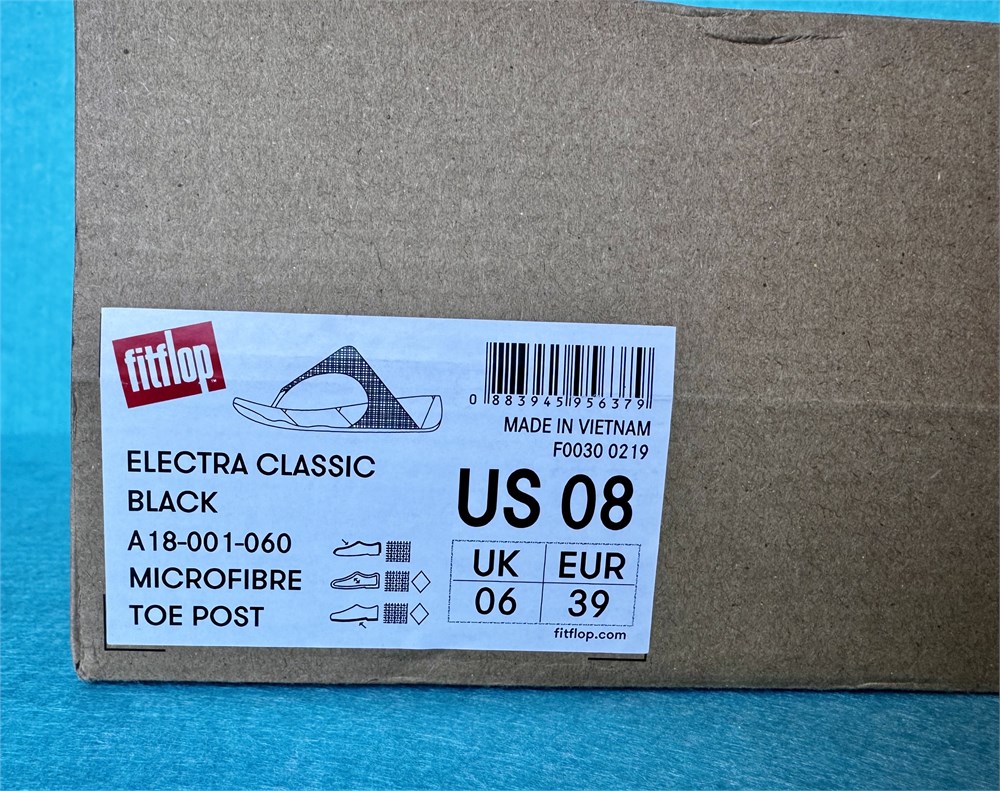 fitflop™
ELECTRA CLASSIC
BLACK
A18-001-060
MICROFIBRE
TOE POST
0 883945 956379
MADE IN VIETNAM
F0030 0219
US 08
UK EUR
06 39
fitflop.com